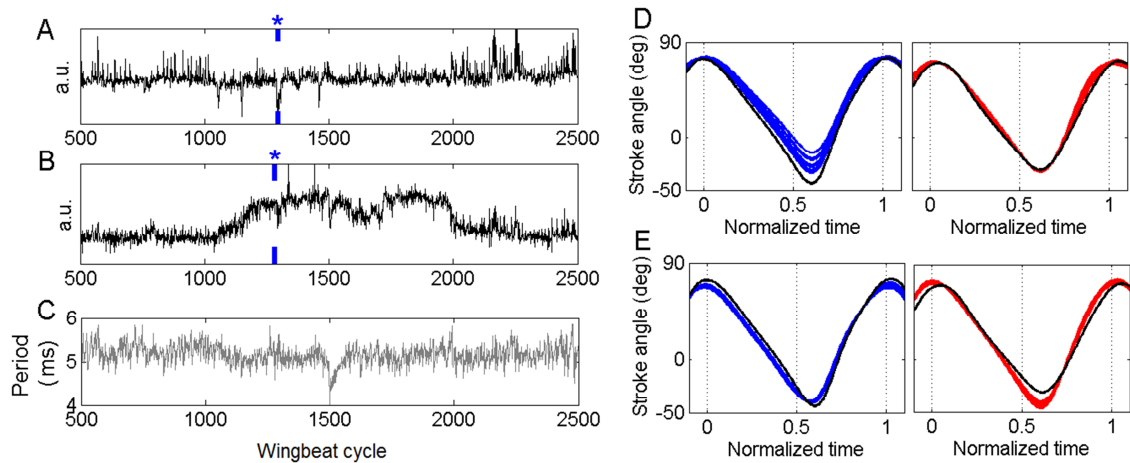 A
*
a.u.
500 1000 1500 2000 2500
B
*
a.u.
500 1000 1500 2000 2500
C
6
5
4
Period
(ms)
500 1000 1500 2000 2500
Wingbeat cycle
D
90
0
-50
Stroke angle (deg)
0 0.5 1
0 0.5 1
Normalized time
Normalized time
E
90
0
-50
Stroke angle (deg)
0 0.5 1
0 0.5 1
Normalized time
Normalized time